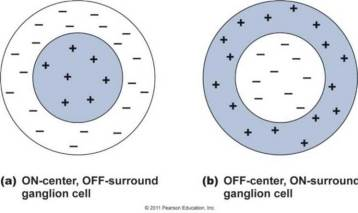 (a) ON-center, OFF-surround
ganglion cell
(b) OFF-center, ON-surround
ganglion cell
© 2011 Pearson Education, Inc.